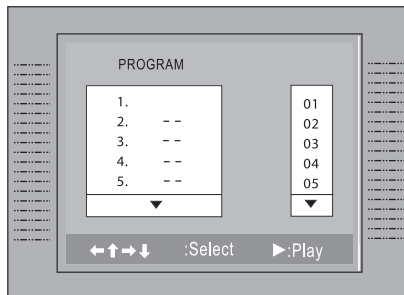 PROGRAM
1.
2. - -
3. - -
4. - -
5. - -
▼
01
02
03
04
05
▼
←↑→↓ :Select ▶:Play